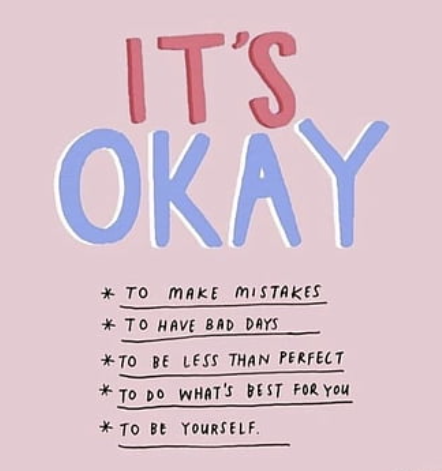 IT'S
OKAY
* TO MAKE MISTAKES
* TO HAVE BAD DAYS
* TO BE LESS THAN PERFECT
* TO DO WHAT'S BEST FOR YOU
* TO BE YOURSELF.